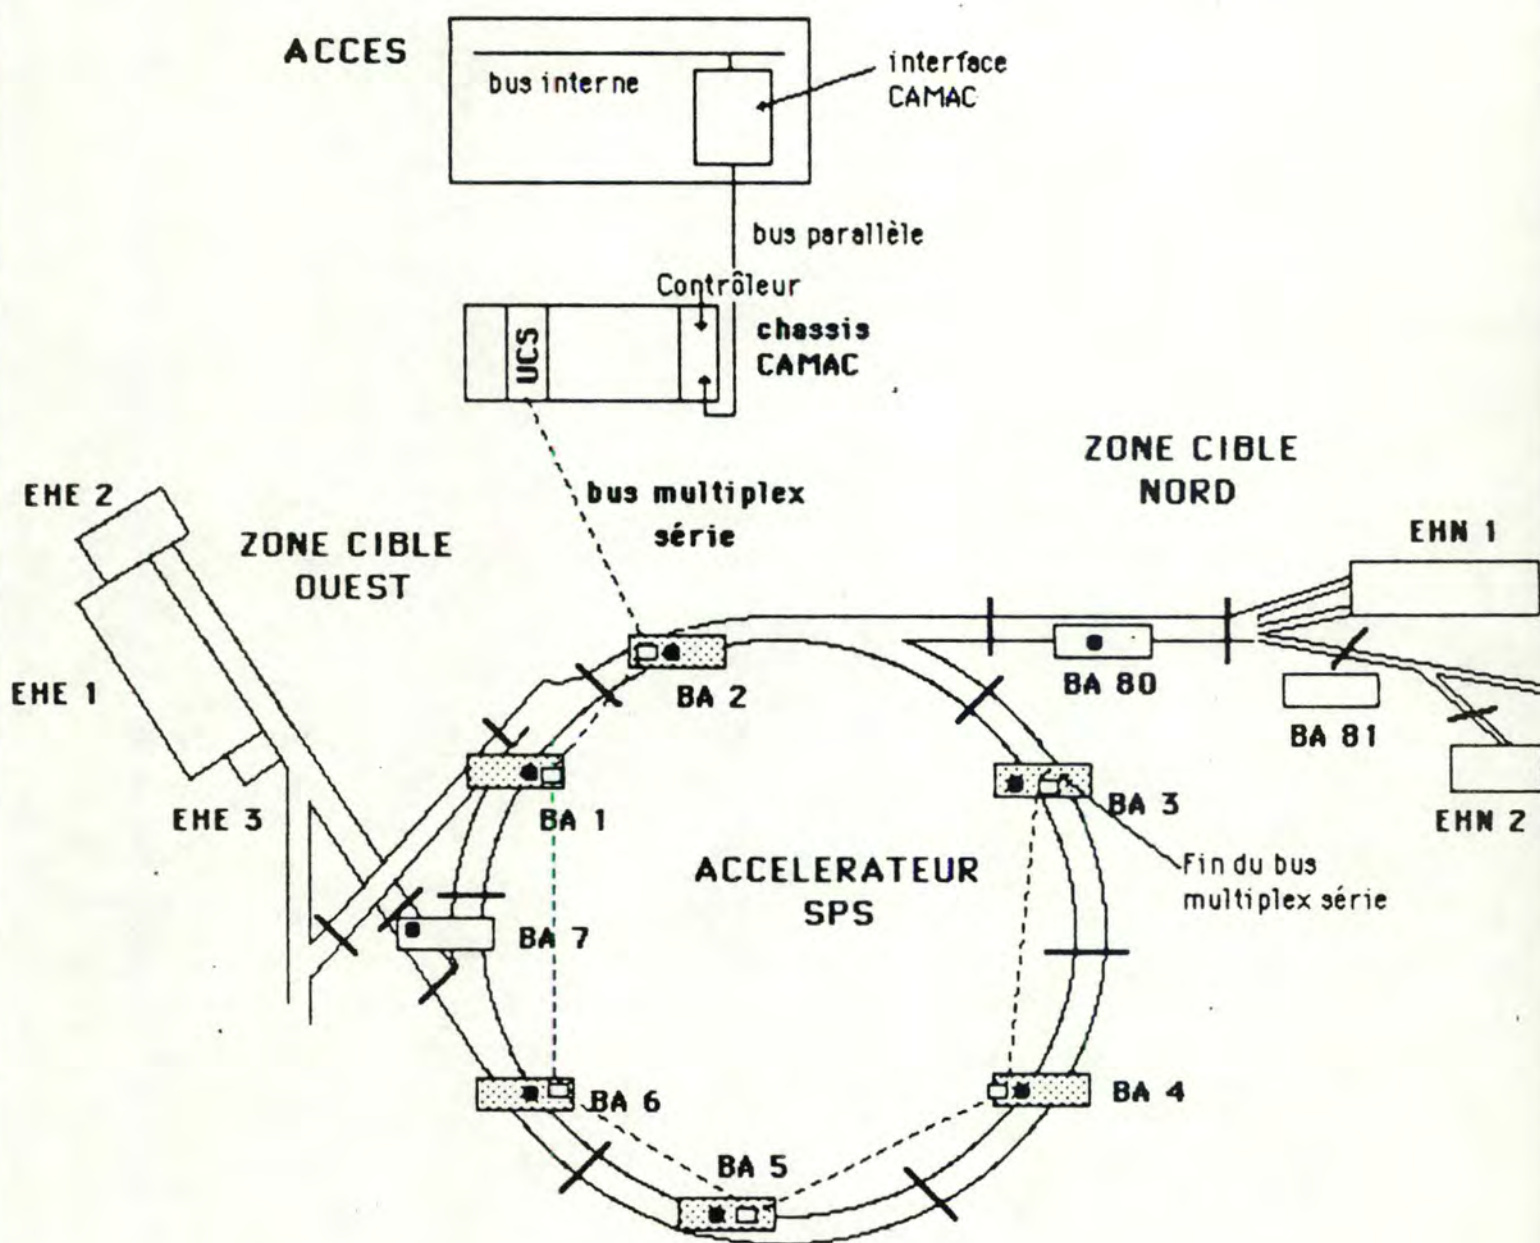 ACCES
bus interne
interface
CAMAC
bus parallèle
Contrôleur
chassis
CAMAC
UCS
bus multiplex
série
ZONE CIBLE
NORD
EHN 1
EHE 2
ZONE CIBLE
OUEST
EHE 1
BA 2
BA 80
BA 81
EHE 3
BA 1
BA 3
EHN 2
ACCELERATEUR
SPS
Fin du bus
multiplex série
BA 7
BA 6
BA 4
BA 5